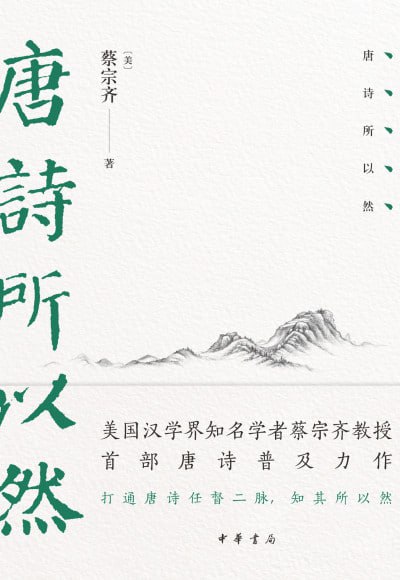 唐詩所以然
[美]
蔡宗齐
著
唐诗所以然
美国汉学界知名学者蔡宗齐教授
首部唐诗普及力作
打通唐诗任督二脉,知其所以然
中華書局